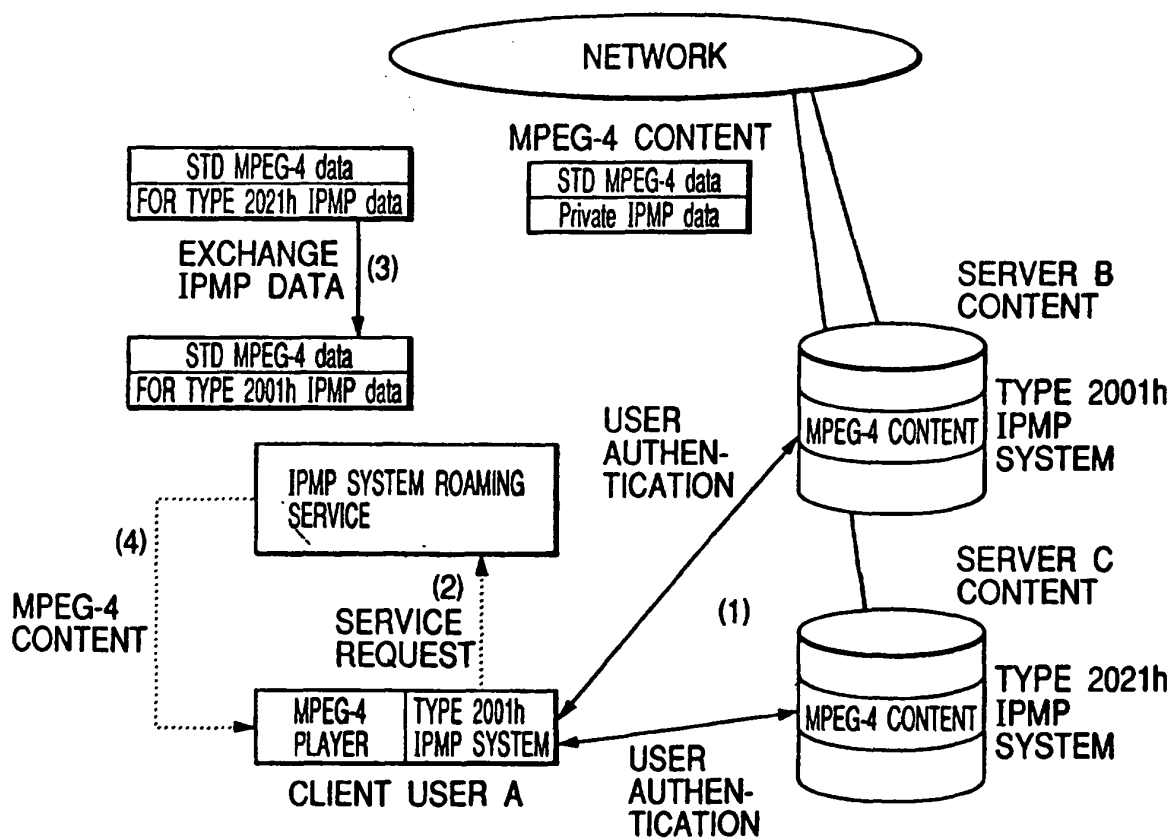 NETWORK
MPEG-4 CONTENT
STD MPEG-4 data
Private IPMP data
STD MPEG-4 data
FOR TYPE 2021h IPMP data
EXCHANGE
IPMP DATA
(3)
STD MPEG-4 data
FOR TYPE 2001h IPMP data
SERVER B
CONTENT
MPEG-4 CONTENT
TYPE 2001h
IPMP
SYSTEM
USER
AUTHEN-
TICATION
IPMP SYSTEM ROAMING
SERVICE
(4)
MPEG-4
CONTENT
(2)
SERVICE
REQUEST
(1)
SERVER C
CONTENT
MPEG-4 CONTENT
TYPE 2021h
IPMP
SYSTEM
MPEG-4
PLAYER
TYPE 2001h
IPMP SYSTEM
CLIENT USER A
USER
AUTHEN-
TICATION